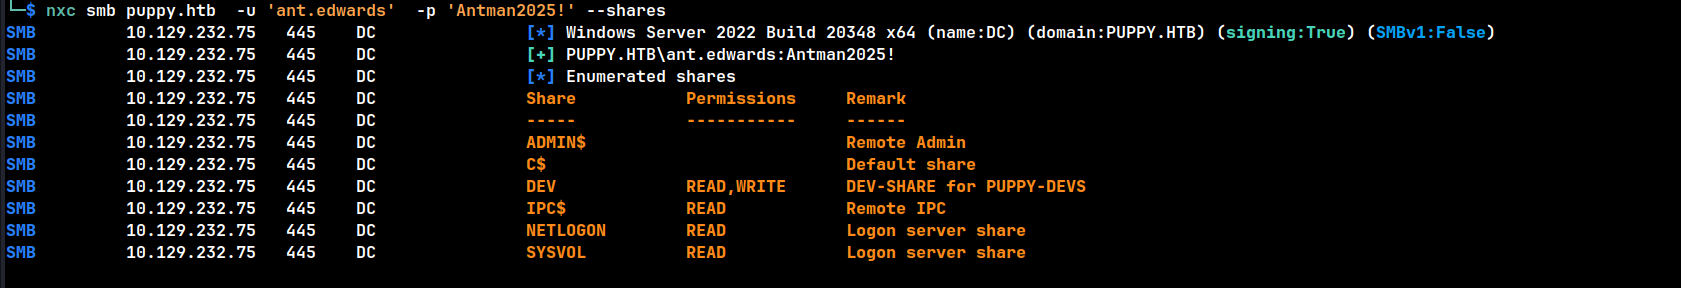 └─$ nxc smb puppy.htb  -u 'ant.edwards'  -p 'Antman2025!' --shares
SMB         10.129.232.75   445    DC               [*] Windows Server 2022 Build 20348 x64 (name:DC) (domain:PUPPY.HTB) (signing:True) (SMBv1:False)
SMB         10.129.232.75   445    DC               [+] PUPPY.HTB\ant.edwards:Antman2025!
SMB         10.129.232.75   445    DC               [*] Enumerated shares
SMB         10.129.232.75   445    DC               Share           Permissions     Remark
SMB         10.129.232.75   445    DC               -----           -----------     ------
SMB         10.129.232.75   445    DC               ADMIN$                          Remote Admin
SMB         10.129.232.75   445    DC               C$                              Default share
SMB         10.129.232.75   445    DC               DEV             READ,WRITE      DEV-SHARE for PUPPY-DEVS
SMB         10.129.232.75   445    DC               IPC$            READ            Remote IPC
SMB         10.129.232.75   445    DC               NETLOGON        READ            Logon server share
SMB         10.129.232.75   445    DC               SYSVOL          READ            Logon server share